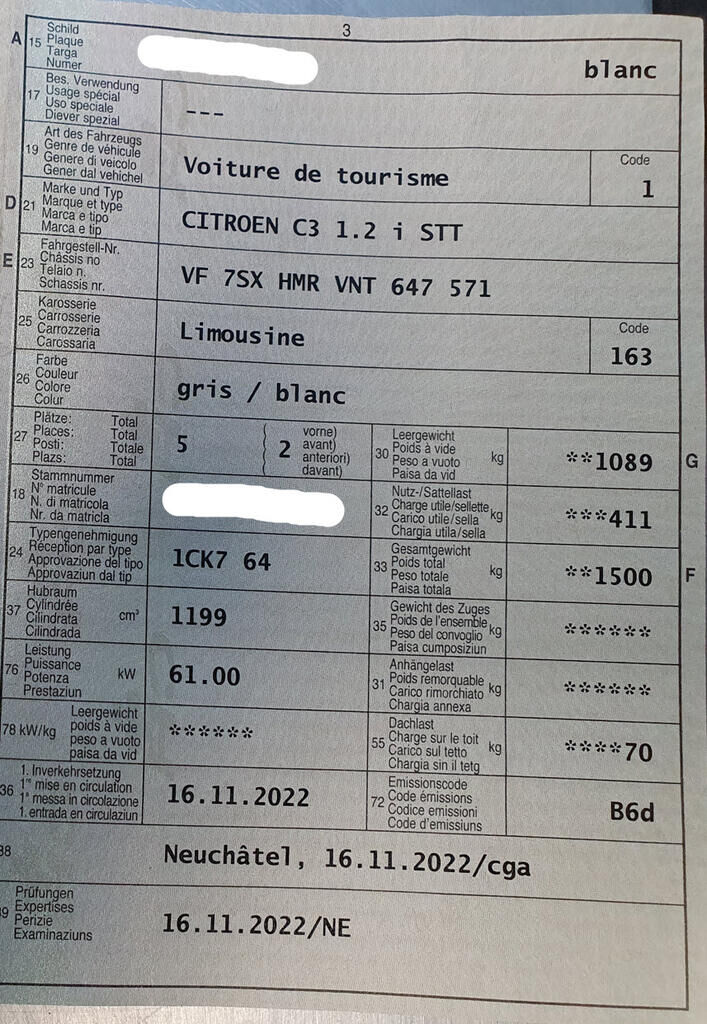 3
A 15 Schild
Plaque
Targa
Numer
blanc
17 Bes. Verwendung
Usage spécial
Uso speciale
Diever spezial
---
19 Art des Fahrzeugs
Genre de véhicule
Genere di veicolo
Gener dal vehichel
Voiture de tourisme
Code
1
D 21 Marke und Typ
Marque et type
Marca e tipo
Marca e tip
CITROEN C3 1.2 i STT
E 23 Fahrgestell-Nr.
Châssis no
Telaio n.
Schassis nr.
VF 7SX HMR VNT 647 571
25 Karosserie
Carrosserie
Carrozzeria
Carossaria
Limousine
Code
163
26 Farbe
Couleur
Colore
Colur
gris / blanc
27 Plätze: Total
Places: Total
Posti: Totale
Plazs: Total
5
2 vorne)
avant)
anteriori)
davant)
30 Leergewicht
Poids à vide
Peso a vuoto
Paisa da vid
kg
**1089
G
18 Stammnummer
N° matricule
N. di matricola
Nr. da matricla
32 Nutz-/Sattellast
Charge utile/sellette
Carico utile/sella
Chargia utila/sella
kg
***411
24 Typengenehmigung
Réception par type
Approvazione del tipo
Approvaziun dal tip
1CK7 64
33 Gesamtgewicht
Poids total
Peso totale
Paisa totala
kg
**1500
F
37 Hubraum
Cylindrée
Cilindrata
Cilindrada
cm³
1199
35 Gewicht des Zuges
Poids de l'ensemble
Peso del convoglio
Paisa cumposiziun
kg
******
76 Leistung
Puissance
Potenza
Prestaziun
kW
61.00
31 Anhängelast
Poids remorquable
Carico rimorchiato
Chargia annexa
kg
******
78 kW/kg Leergewicht
poids à vide
peso a vuoto
paisa da vid
******
55 Dachlast
Charge sur le toit
Carico sul tetto
Chargia sin il tetg
kg
****70
36 1. Inverkehrsetzung
1re mise en circulation
1a messa in circolazione
1. entrada en circulaziun
16.11.2022
72 Emissionscode
Code émissions
Codice emissioni
Code d'emissiuns
B6d
38
Neuchâtel, 16.11.2022/cga
39 Prüfungen
Expertises
Perizie
Examinaziuns
16.11.2022/NE